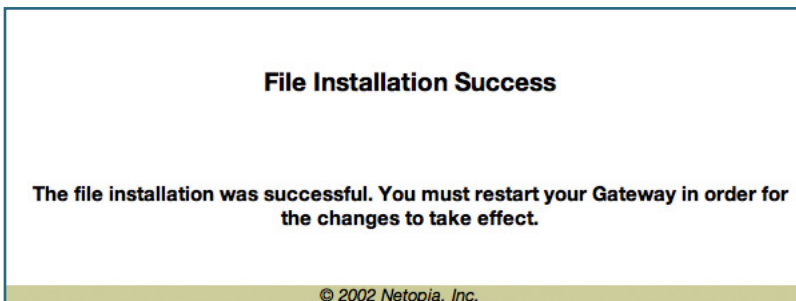 File Installation Success
The file installation was successful. You must restart your Gateway in order for
the changes to take effect.
© 2002 Netopia, Inc.